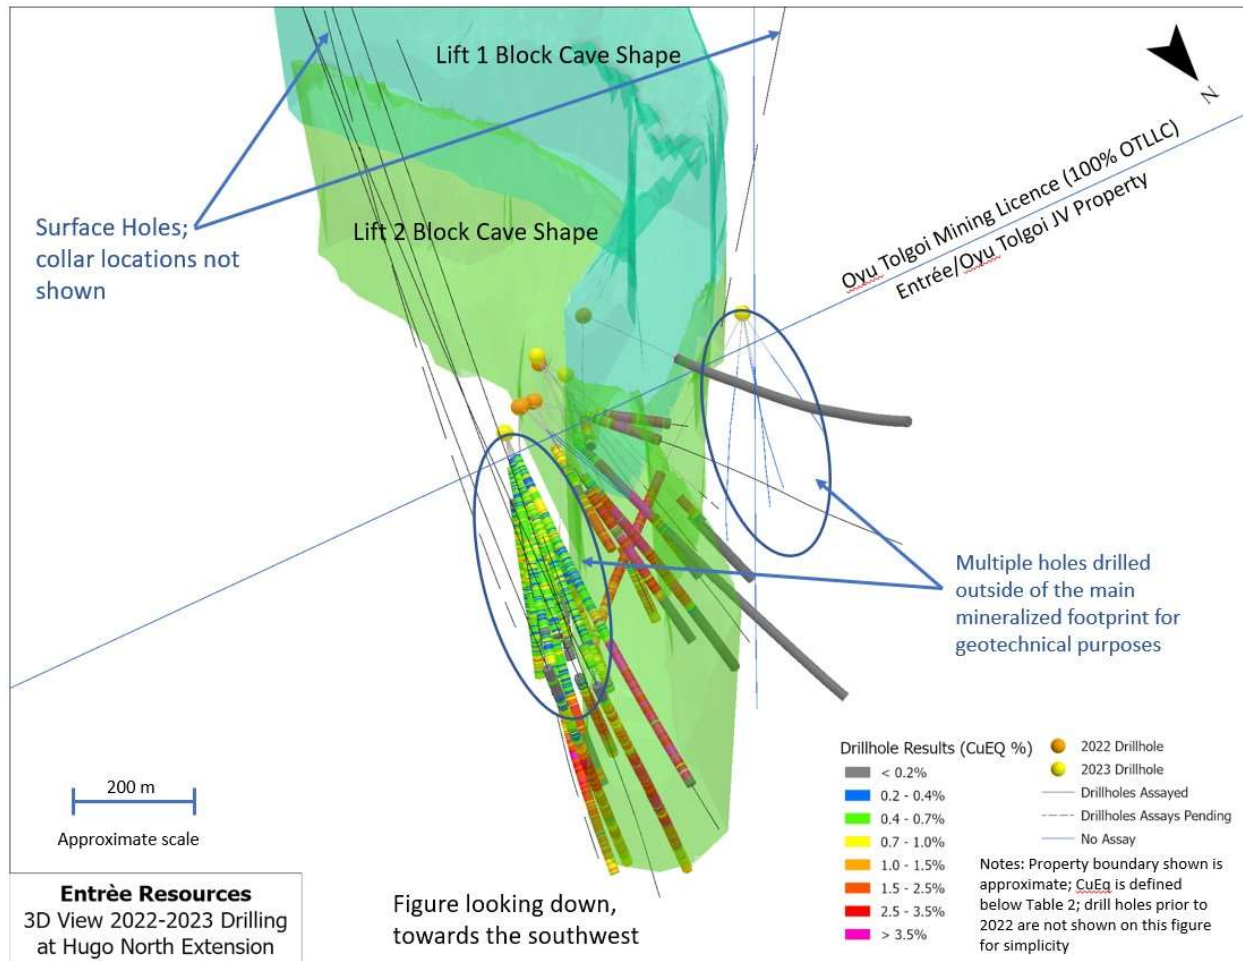 Lift 1 Block Cave Shape
N
Oyu Tolgoi Mining Licence (100% OTLLC)
Entrée/Oyu Tolgoi JV Property
Surface Holes;
collar locations not
shown
Lift 2 Block Cave Shape
Multiple holes drilled
outside of the main
mineralized footprint for
geotechnical purposes
200 m
Approximate scale
Entrèe Resources
3D View 2022-2023 Drilling
at Hugo North Extension
Figure looking down,
towards the southwest
Drillhole Results (CuEQ %)
< 0.2%
0.2 - 0.4%
0.4 - 0.7%
0.7 - 1.0%
1.0 - 1.5%
1.5 - 2.5%
2.5 - 3.5%
> 3.5%
2022 Drillhole
2023 Drillhole
Drillholes Assayed
Drillholes Assays Pending
No Assay
Notes: Property boundary shown is
approximate; CuEq is defined
below Table 2; drill holes prior to
2022 are not shown on this figure
for simplicity